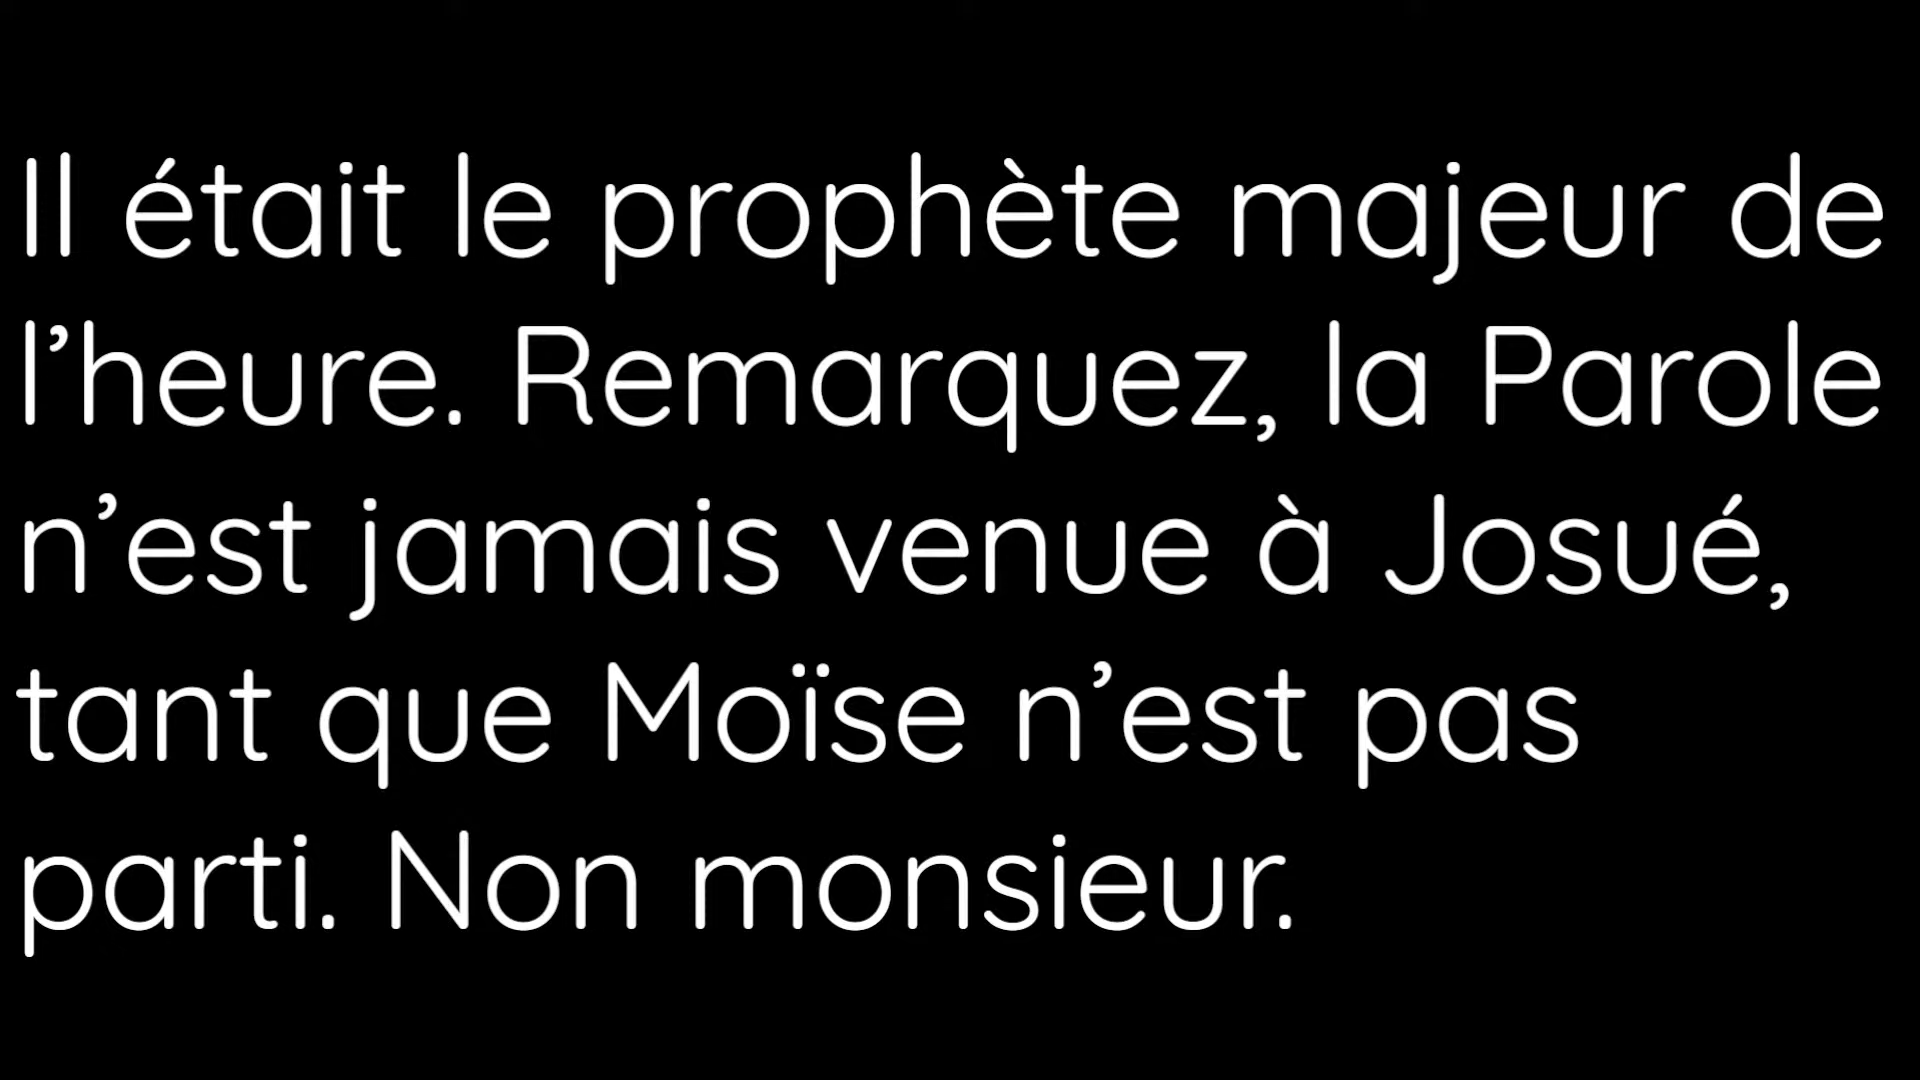 Il était le prophète majeur de
l’heure. Remarquez, la Parole
n’est jamais venue à Josué,
tant que Moïse n’est pas
parti. Non monsieur.